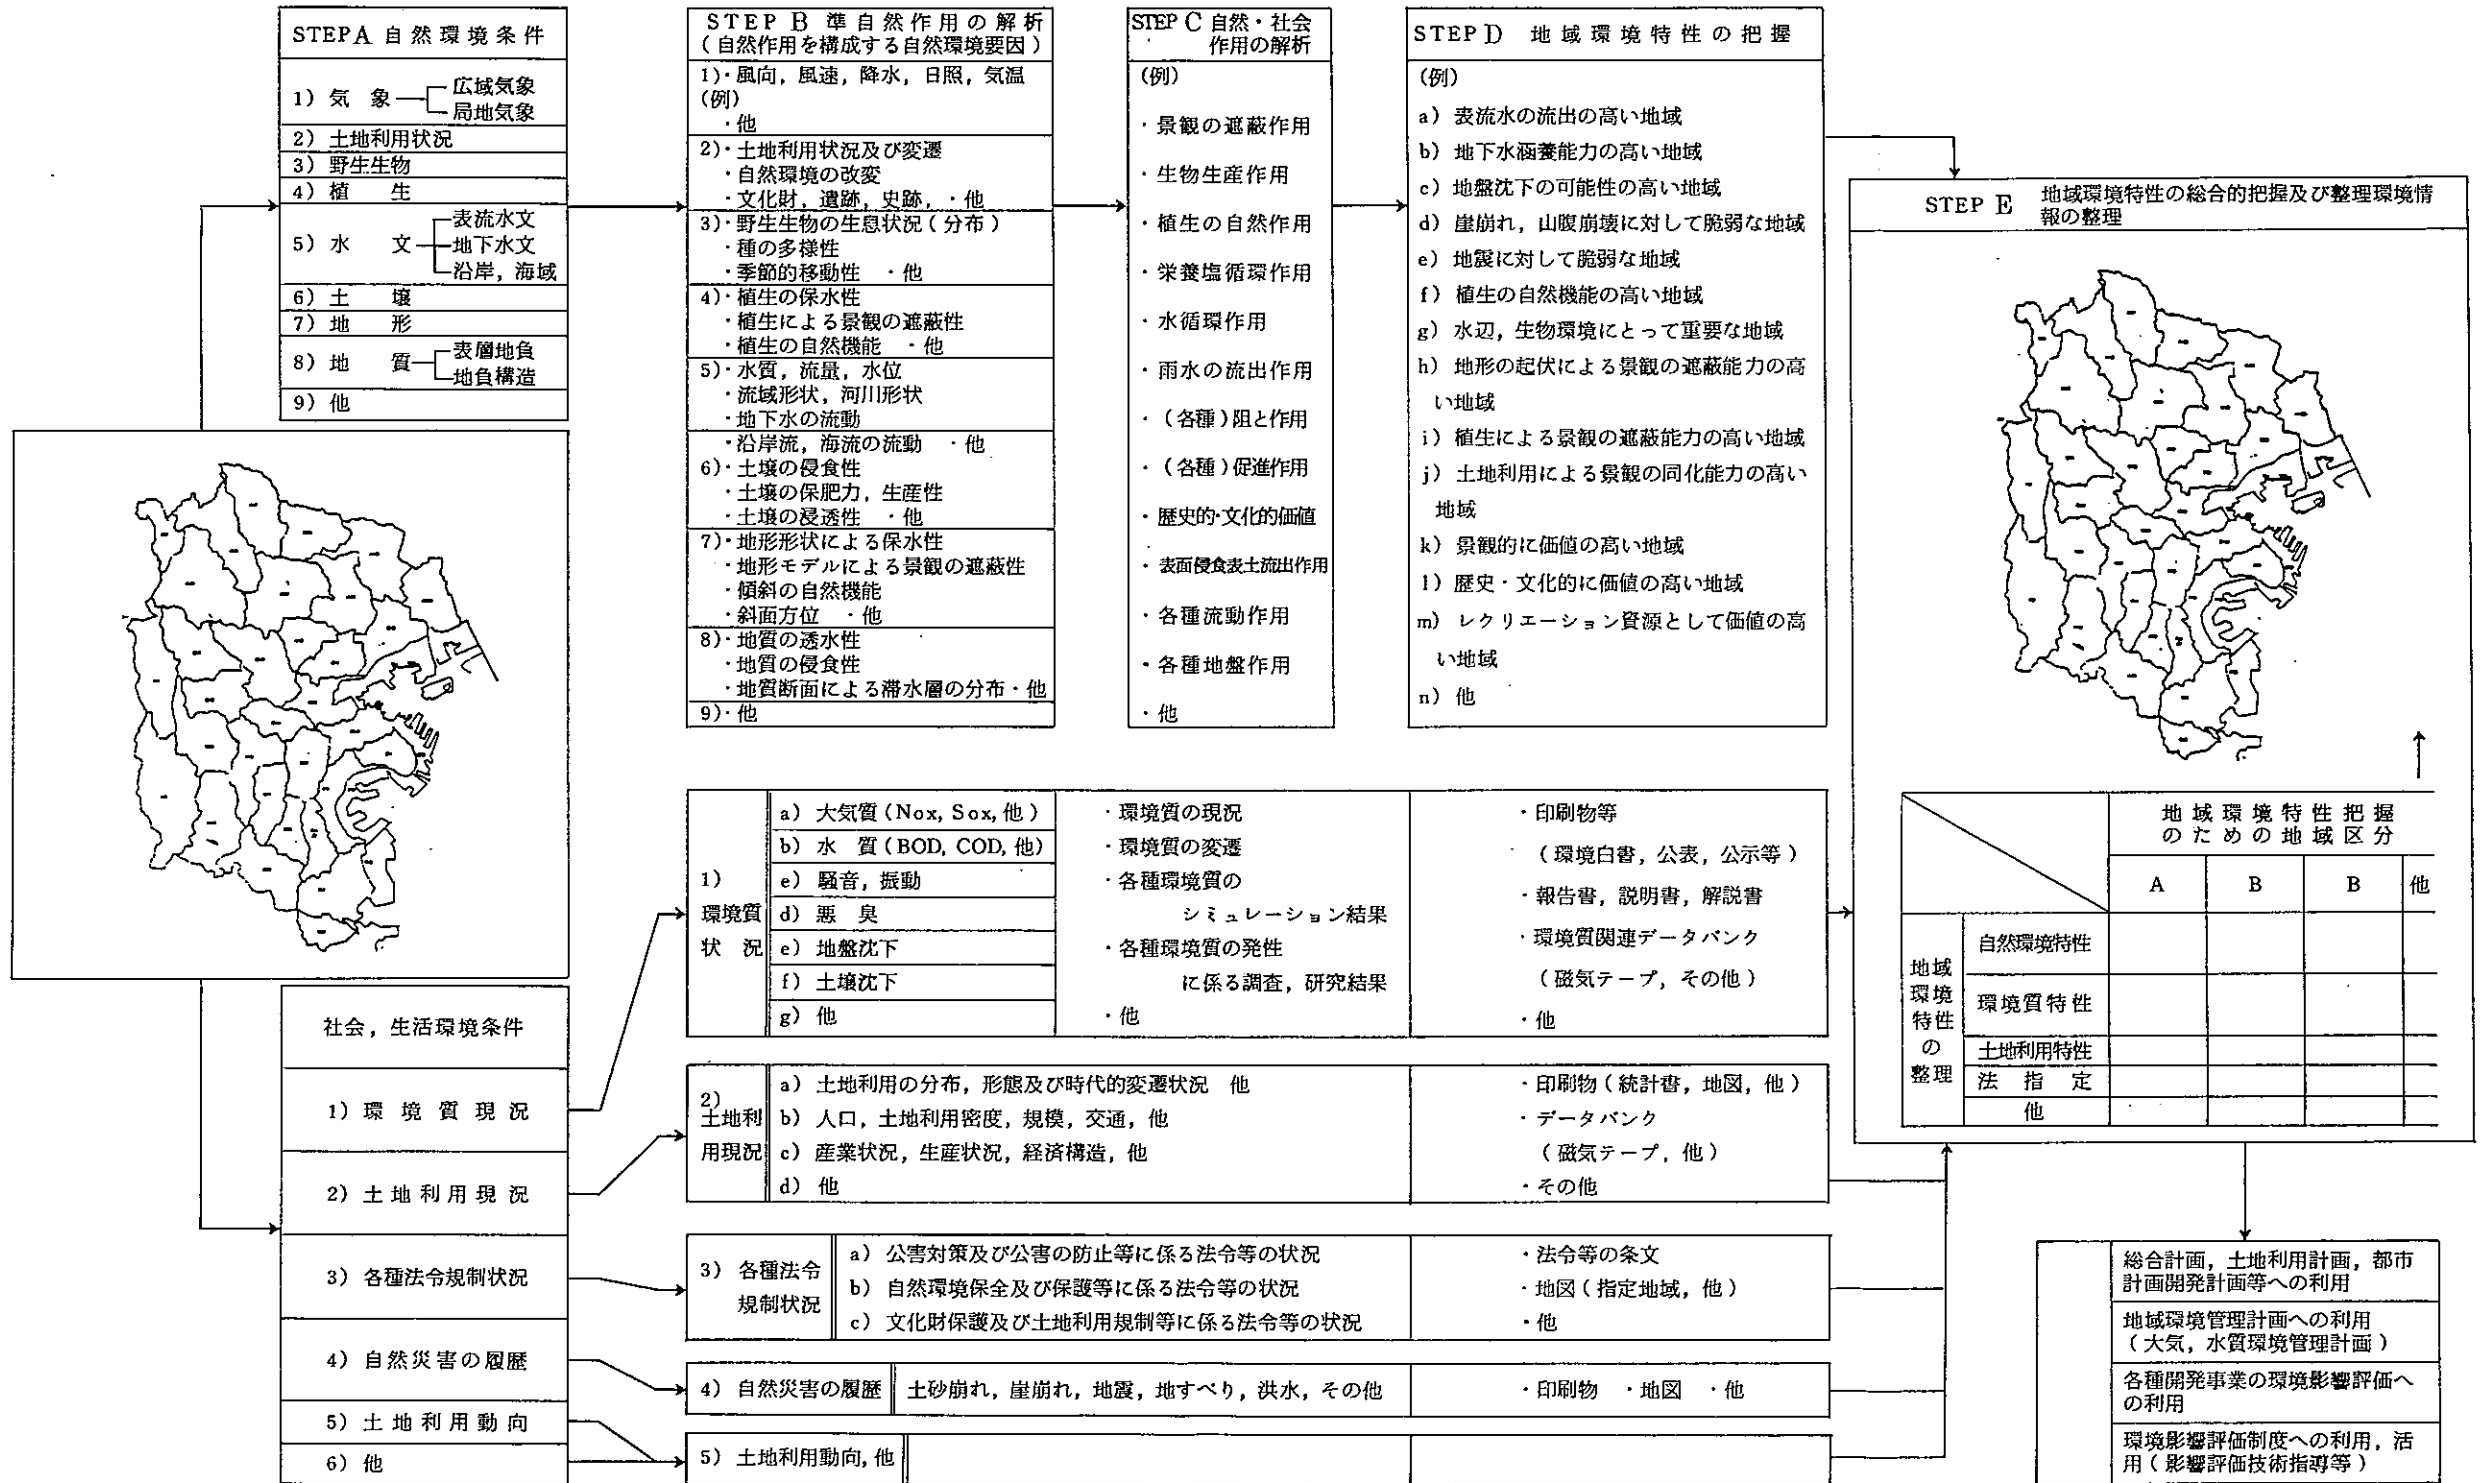 STEP A 自然環境条件
1) 気 象
広域気象
局地気象
2) 土地利用状況
3) 野生生物
4) 植 生
5) 水 文
表流水文
地下水文
沿岸, 海域
6) 土 壌
7) 地 形
8) 地 質
表層地負
地負構造
9) 他
STEP B 準自然作用の解析
(自然作用を構成する自然環境要因)
1)・風向, 風速, 降水, 日照, 気温
(例)
・他
2)・土地利用状況及び変遷
・自然環境の改変
・文化財, 遺跡, 史跡, ・他
3)・野生生物の生息状況(分布)
・種の多様性
・季節的移動性 ・他
4)・植生の保水性
・植生による景観の遮蔽性
・植生の自然機能 ・他
5)・水質, 流量, 水位
・流域形状, 河川形状
・地下水の流動
・沿岸流, 海流の流動 ・他
6)・土壌の侵食性
・土壌の保肥力, 生産性
・土壌の浸透性 ・他
7)・地形形状による保水性
・地形モデルによる景観の遮蔽性
・傾斜の自然機能
・斜面方位 ・他
8)・地質の透水性
・地質の侵食性
・地質断面による滞水層の分布・他
9)・他
STEP C 自然・社会
作用の解析
(例)
・景観の遮蔽作用
・生物生産作用
・植生の自然作用
・栄養塩循環作用
・水循環作用
・雨水の流出作用
・(各種)阻と作用
・(各種)促進作用
・歴史的・文化的価値
・表面侵食表土流出作用
・各種流動作用
・各種地盤作用
・他
STEP D 地域環境特性の把握
(例)
a) 表流水の流出の高い地域
b) 地下水涵養能力の高い地域
c) 地盤沈下の可能性の高い地域
d) 崖崩れ, 山腹崩壊に対して脆弱な地域
e) 地震に対して脆弱な地域
f) 植生の自然機能の高い地域
g) 水辺, 生物環境にとって重要な地域
h) 地形の起伏による景観の遮蔽能力の高
い地域
i) 植生による景観の遮蔽能力の高い地域
j) 土地利用による景観の同化能力の高い
地域
k) 景観的に価値の高い地域
l) 歴史・文化的に価値の高い地域
m) レクリエーション資源として価値の高
い地域
n) 他
STEP E 地域環境特性の総合的把握及び整理環境情
報の整理
地域環境特性把握
のための地域区分
A B B 他
地域
環境
特性
の
整理
自然環境特性
環境質特性
土地利用特性
法 指 定
他
社会, 生活環境条件
1) 環境質現況
2) 土地利用現況
3) 各種法令規制状況
4) 自然災害の履歴
5) 土地利用動向
6) 他
1)
環境質
状 況
a) 大気質(Nox, Sox, 他)
b) 水 質(BOD, COD, 他)
e) 騒音, 振動
d) 悪 臭
e) 地盤沈下
f) 土壌沈下
g) 他
・環境質の現況
・環境質の変遷
・各種環境質の
シミュレーション結果
・各種環境質の発性
に係る調査, 研究結果
・他
・印刷物等
(環境白書, 公表, 公示等)
・報告書, 説明書, 解説書
・環境質関連データバンク
(磁気テープ, その他)
・他
2)
土地利
用現況
a) 土地利用の分布, 形態及び時代的変遷状況 他
b) 人口, 土地利用密度, 規模, 交通, 他
c) 産業状況, 生産状況, 経済構造, 他
d) 他
・印刷物(統計書, 地図, 他)
・データバンク
(磁気テープ, 他)
・その他
3) 各種法令
規制状況
a) 公害対策及び公害の防止等に係る法令等の状況
b) 自然環境保全及び保護等に係る法令等の状況
c) 文化財保護及び土地利用規制等に係る法令等の状況
・法令等の条文
・地図(指定地域, 他)
・他
4) 自然災害の履歴
土砂崩れ, 崖崩れ, 地震, 地すべり, 洪水, その他
・印刷物 ・地図 ・他
5) 土地利用動向, 他
総合計画, 土地利用計画, 都市
計画開発計画等への利用
地域環境管理計画への利用
(大気, 水質環境管理計画)
各種開発事業の環境影響評価へ
の利用
環境影響評価制度への利用, 活
用(影響評価技術指導等)